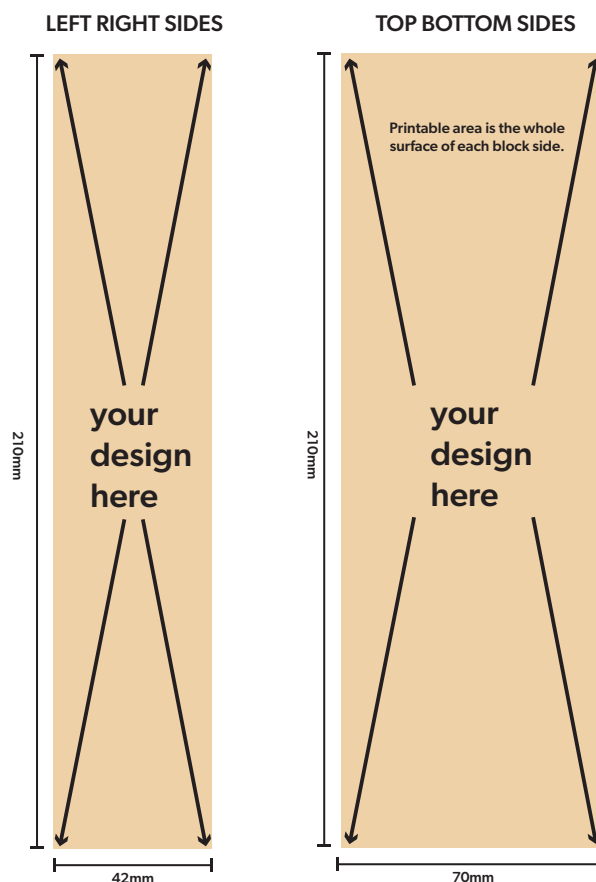 LEFT RIGHT SIDES
TOP BOTTOM SIDES
Printable area is the whole
surface of each block side.
your
design
here
your
design
here
210mm
210mm
42mm
70mm